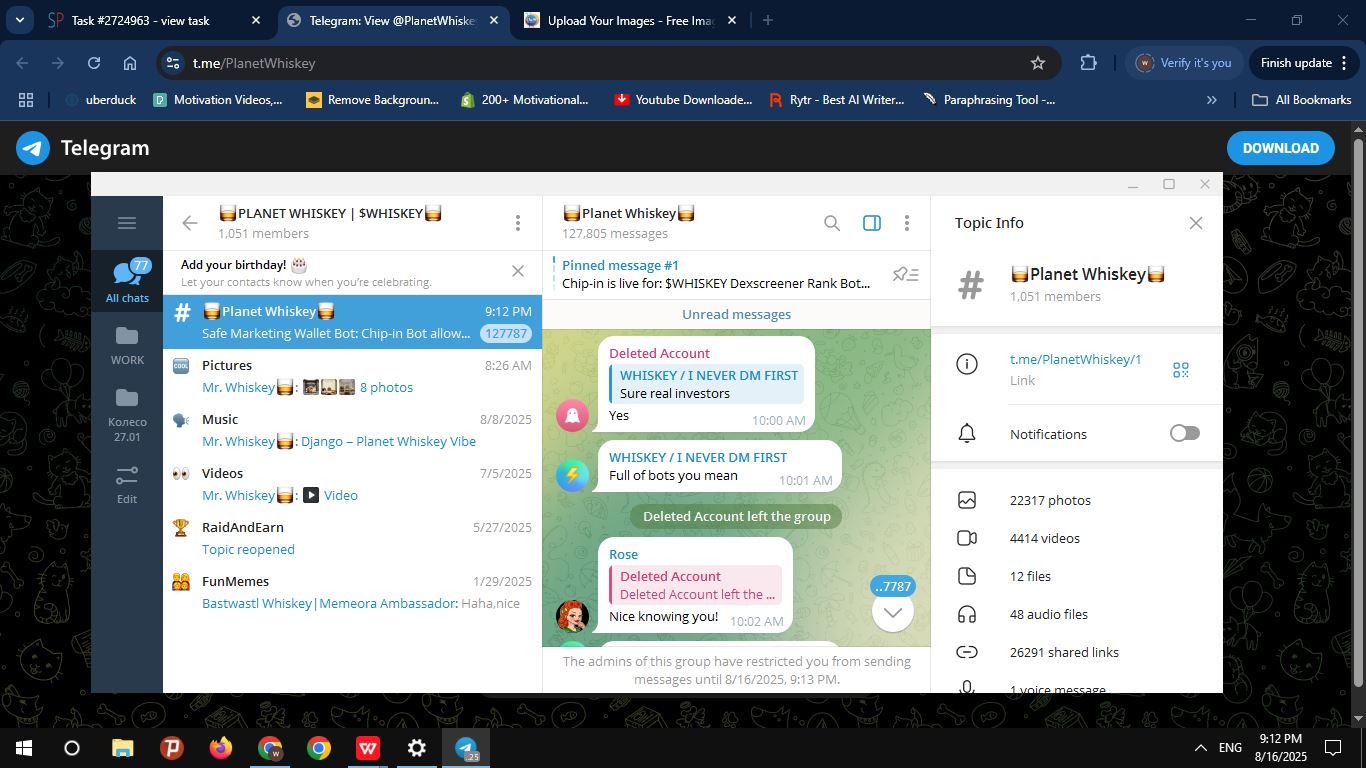 Task #2724963 - view task
Telegram: View @PlanetWhiske
Upload Your Images - Free Imag
t.me/PlanetWhiskey
Verify it's you
Finish update
uberduck
Motivation Videos,...
Remove Backgroun...
200+ Motivational...
Youtube Downloade...
Rytr - Best AI Writer...
Paraphrasing Tool -...
All Bookmarks
Telegram
DOWNLOAD
77
All chats
WORK
Колесо
27.01
Edit
PLANET WHISKEY | $WHISKEY
1,051 members
Add your birthday! 🎂
Let your contacts know when you're celebrating.
# 🥃Planet Whiskey🥃 9:12 PM
Safe Marketing Wallet Bot: Chip-in Bot allow... 127787
Pictures 8:26 AM
Mr. Whiskey🥃: 8 photos
Music 8/8/2025
Mr. Whiskey🥃: Django – Planet Whiskey Vibe
Videos 7/5/2025
Mr. Whiskey🥃: Video
RaidAndEarn 5/27/2025
Topic reopened
FunMemes 1/29/2025
Bastwastl Whiskey|Memeora Ambassador: Haha,nice
🥃Planet Whiskey🥃
127,805 messages
Pinned message #1
Chip-in is live for: $WHISKEY Dexscreener Rank Bot...
Unread messages
Deleted Account
WHISKEY / I NEVER DM FIRST
Sure real investors
Yes 10:00 AM
WHISKEY / I NEVER DM FIRST
Full of bots you mean 10:01 AM
Deleted Account left the group
Rose
Deleted Account
Deleted Account left the ...
Nice knowing you! 10:02 AM
..7787
The admins of this group have restricted you from sending
messages until 8/16/2025, 9:13 PM.
Topic Info
# 🥃Planet Whiskey🥃
1,051 members
t.me/PlanetWhiskey/1
Link
Notifications
22317 photos
4414 videos
12 files
48 audio files
26291 shared links
1 voice message
.25
ENG
9:12 PM
8/16/2025